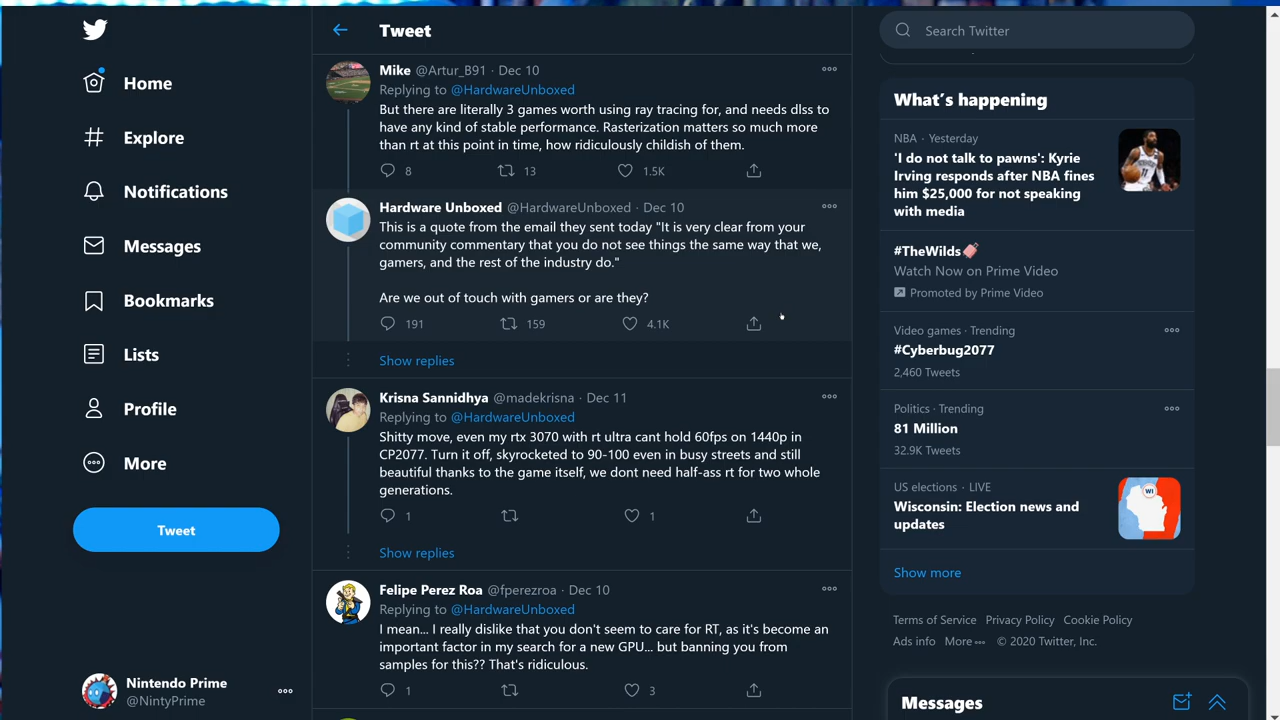 Home
Explore
Notifications
Messages
Bookmarks
Lists
Profile
More
Tweet
Nintendo Prime
@NintyPrime
Tweet
Mike @Artur_B91 · Dec 10
Replying to @HardwareUnboxed
But there are literally 3 games worth using ray tracing for, and needs dlss to
have any kind of stable performance. Rasterization matters so much more
than rt at this point in time, how ridiculously childish of them.
8 13 1.5K
Hardware Unboxed @HardwareUnboxed · Dec 10
This is a quote from the email they sent today "It is very clear from your
community commentary that you do not see things the same way that we,
gamers, and the rest of the industry do."
Are we out of touch with gamers or are they?
191 159 4.1K
Show replies
Krisna Sannidhya @madekrisna · Dec 11
Replying to @HardwareUnboxed
Shitty move, even my rtx 3070 with rt ultra cant hold 60fps on 1440p in
CP2077. Turn it off, skyrocketed to 90-100 even in busy streets and still
beautiful thanks to the game itself, we dont need half-ass rt for two whole
generations.
1 1
Show replies
Felipe Perez Roa @fperezroa · Dec 10
Replying to @HardwareUnboxed
I mean... I really dislike that you don't seem to care for RT, as it's become an
important factor in my search for a new GPU... but banning you from
samples for this?? That's ridiculous.
1 3
Search Twitter
What's happening
NBA · Yesterday
'I do not talk to pawns': Kyrie
Irving responds after NBA fines
him $25,000 for not speaking
with media
#TheWilds
Watch Now on Prime Video
Promoted by Prime Video
Video games · Trending
#Cyberbug2077
2,460 Tweets
Politics · Trending
81 Million
32.9K Tweets
US elections · LIVE
Wisconsin: Election news and
updates
WI
Show more
Terms of Service Privacy Policy Cookie Policy
Ads info More © 2020 Twitter, Inc.
Messages